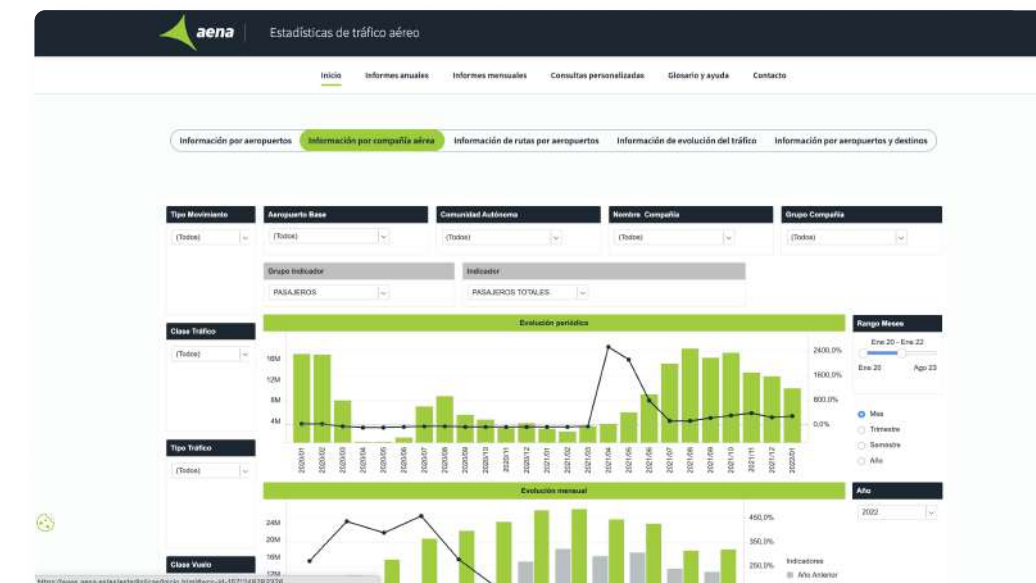 aena Estadísticas de tráfico aéreo
Inicio Informes anuales Informes mensuales Consultas personalizadas Glosario y ayuda Contacto
Información por aeropuertos Información por compañía aérea Información de rutas por aeropuertos Información de evolución del tráfico Información por aeropuertos y destinos
Tipo Movimiento Aeropuerto Base Comunidad Autónoma Nombre Compañía Grupo Compañía
(Todos) (Todos) (Todos) (Todos) (Todos)
Grupo Indicador Indicador
PASAJEROS PASAJEROS TOTALES
Clase Tráfico Evolución periódica Rango Meses
(Todos)
Ene 20 - Ene 22
Ene 20 Ago 23
16M 2400,0%
12M 1600,0%
8M 800,0%
4M 0,0%
Mes
Trimestre
Semestre
Año
Tipo Tráfico
(Todos)
2020/01 2020/02 2020/03 2020/04 2020/05 2020/06 2020/07 2020/08 2020/09 2020/10 2020/11 2020/12 2021/01 2021/02 2021/03 2021/04 2021/05 2021/06 2021/07 2021/08 2021/09 2021/10 2021/11 2021/12 2022/01
Evolución mensual Año
2022
24M 450,0%
20M 350,0%
16M 250,0%
12M
Clase Vuelo
Indicadores
Año Anterior